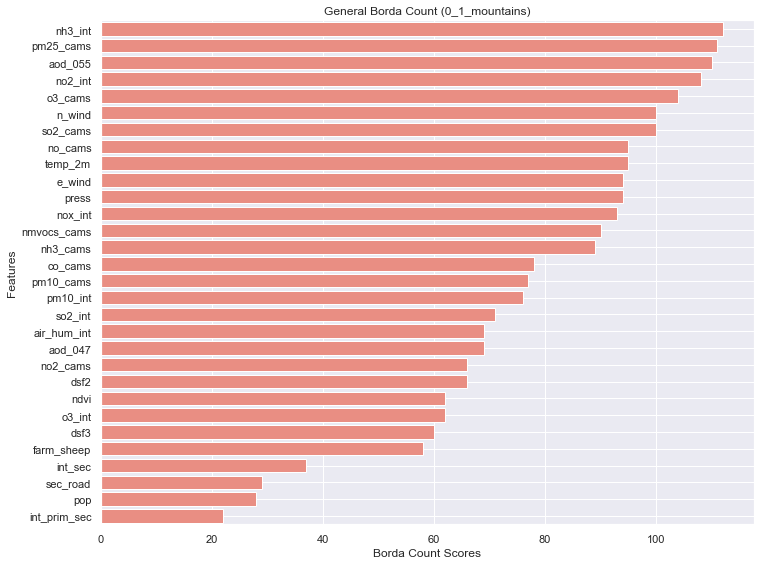 General Borda Count (0_1_mountains)
nh3_int
pm25_cams
aod_055
no2_int
o3_cams
n_wind
so2_cams
no_cams
temp_2m
e_wind
press
nox_int
nmvocs_cams
nh3_cams
co_cams
pm10_cams
pm10_int
so2_int
air_hum_int
aod_047
no2_cams
dsf2
ndvi
o3_int
dsf3
farm_sheep
int_sec
sec_road
pop
int_prim_sec
Features
0 20 40 60 80 100
Borda Count Scores